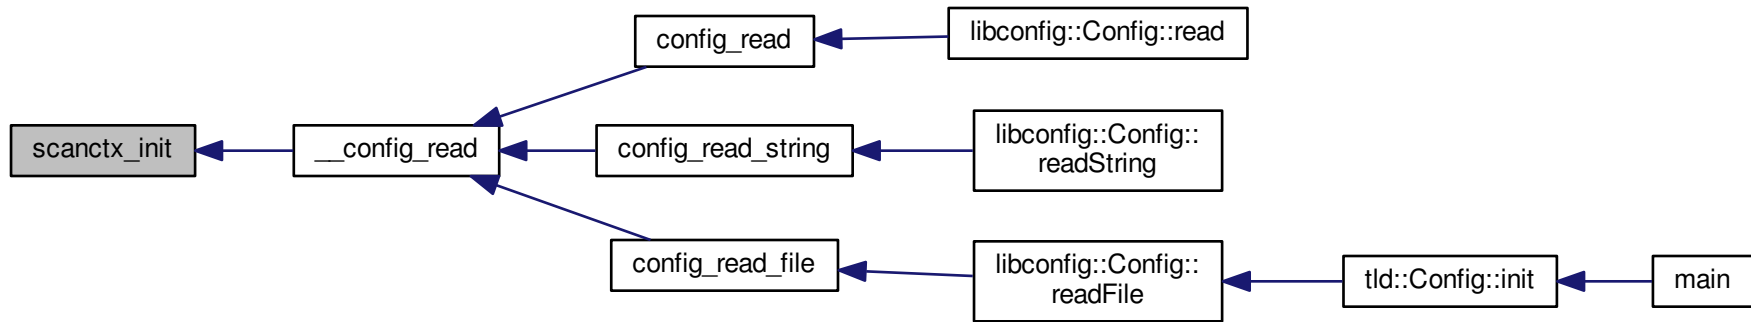 config_read
libconfig::Config::read
scanctx_init
__config_read
config_read_string
libconfig::Config::
readString
config_read_file
libconfig::Config::
readFile
tld::Config::init
main